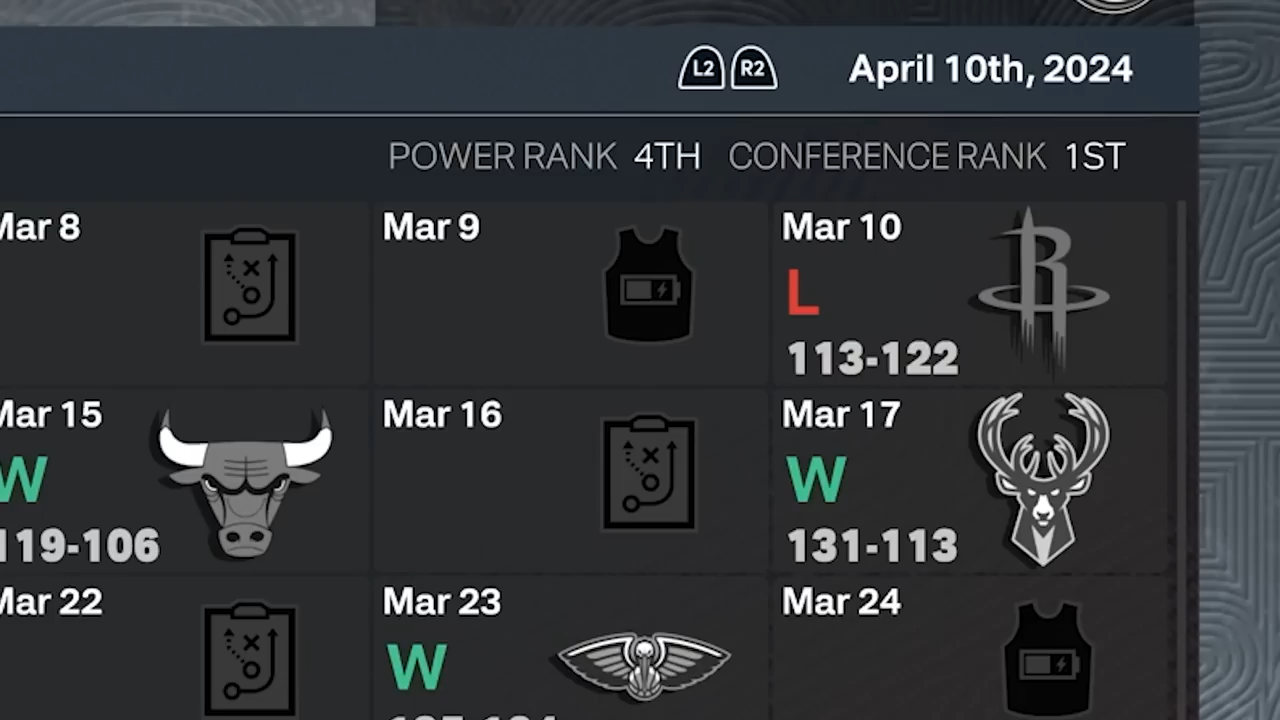 L2 R2 April 10th, 2024
POWER RANK 4TH CONFERENCE RANK 1ST
Mar 8 Mar 9 Mar 10
L
113-122
Mar 15 Mar 16 Mar 17
W W
119-106 131-113
Mar 22 Mar 23 Mar 24
W